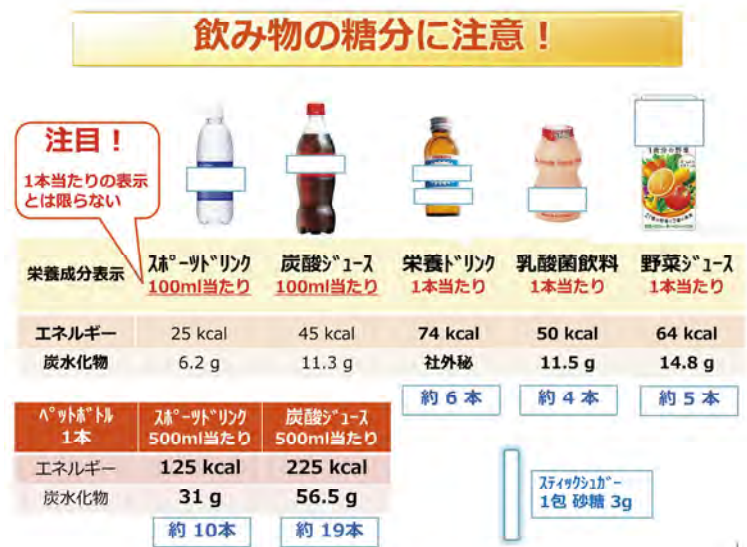 飲み物の糖分に注意！
注目！
1本当たりの表示
とは限らない
1食分の野菜
栄養成分表示 ｽﾎﾟｰﾂﾄﾞﾘﾝｸ 炭酸ｼﾞｭｰｽ 栄養ﾄﾞﾘﾝｸ 乳酸菌飲料 野菜ｼﾞｭｰｽ
100ml当たり 100ml当たり 1本当たり 1本当たり 1本当たり
エネルギー 25 kcal 45 kcal 74 kcal 50 kcal 64 kcal
炭水化物 6.2 g 11.3 g 社外秘 11.5 g 14.8 g
約 6 本 約 4 本 約 5 本
ﾍﾟｯﾄﾎﾞﾄﾙ ｽﾎﾟｰﾂﾄﾞﾘﾝｸ 炭酸ｼﾞｭｰｽ
1本 500ml当たり 500ml当たり
エネルギー 125 kcal 225 kcal
炭水化物 31 g 56.5 g
約 10本 約 19本
ｽﾃｨｯｸｼｭｶﾞｰ
1包 砂糖 3g